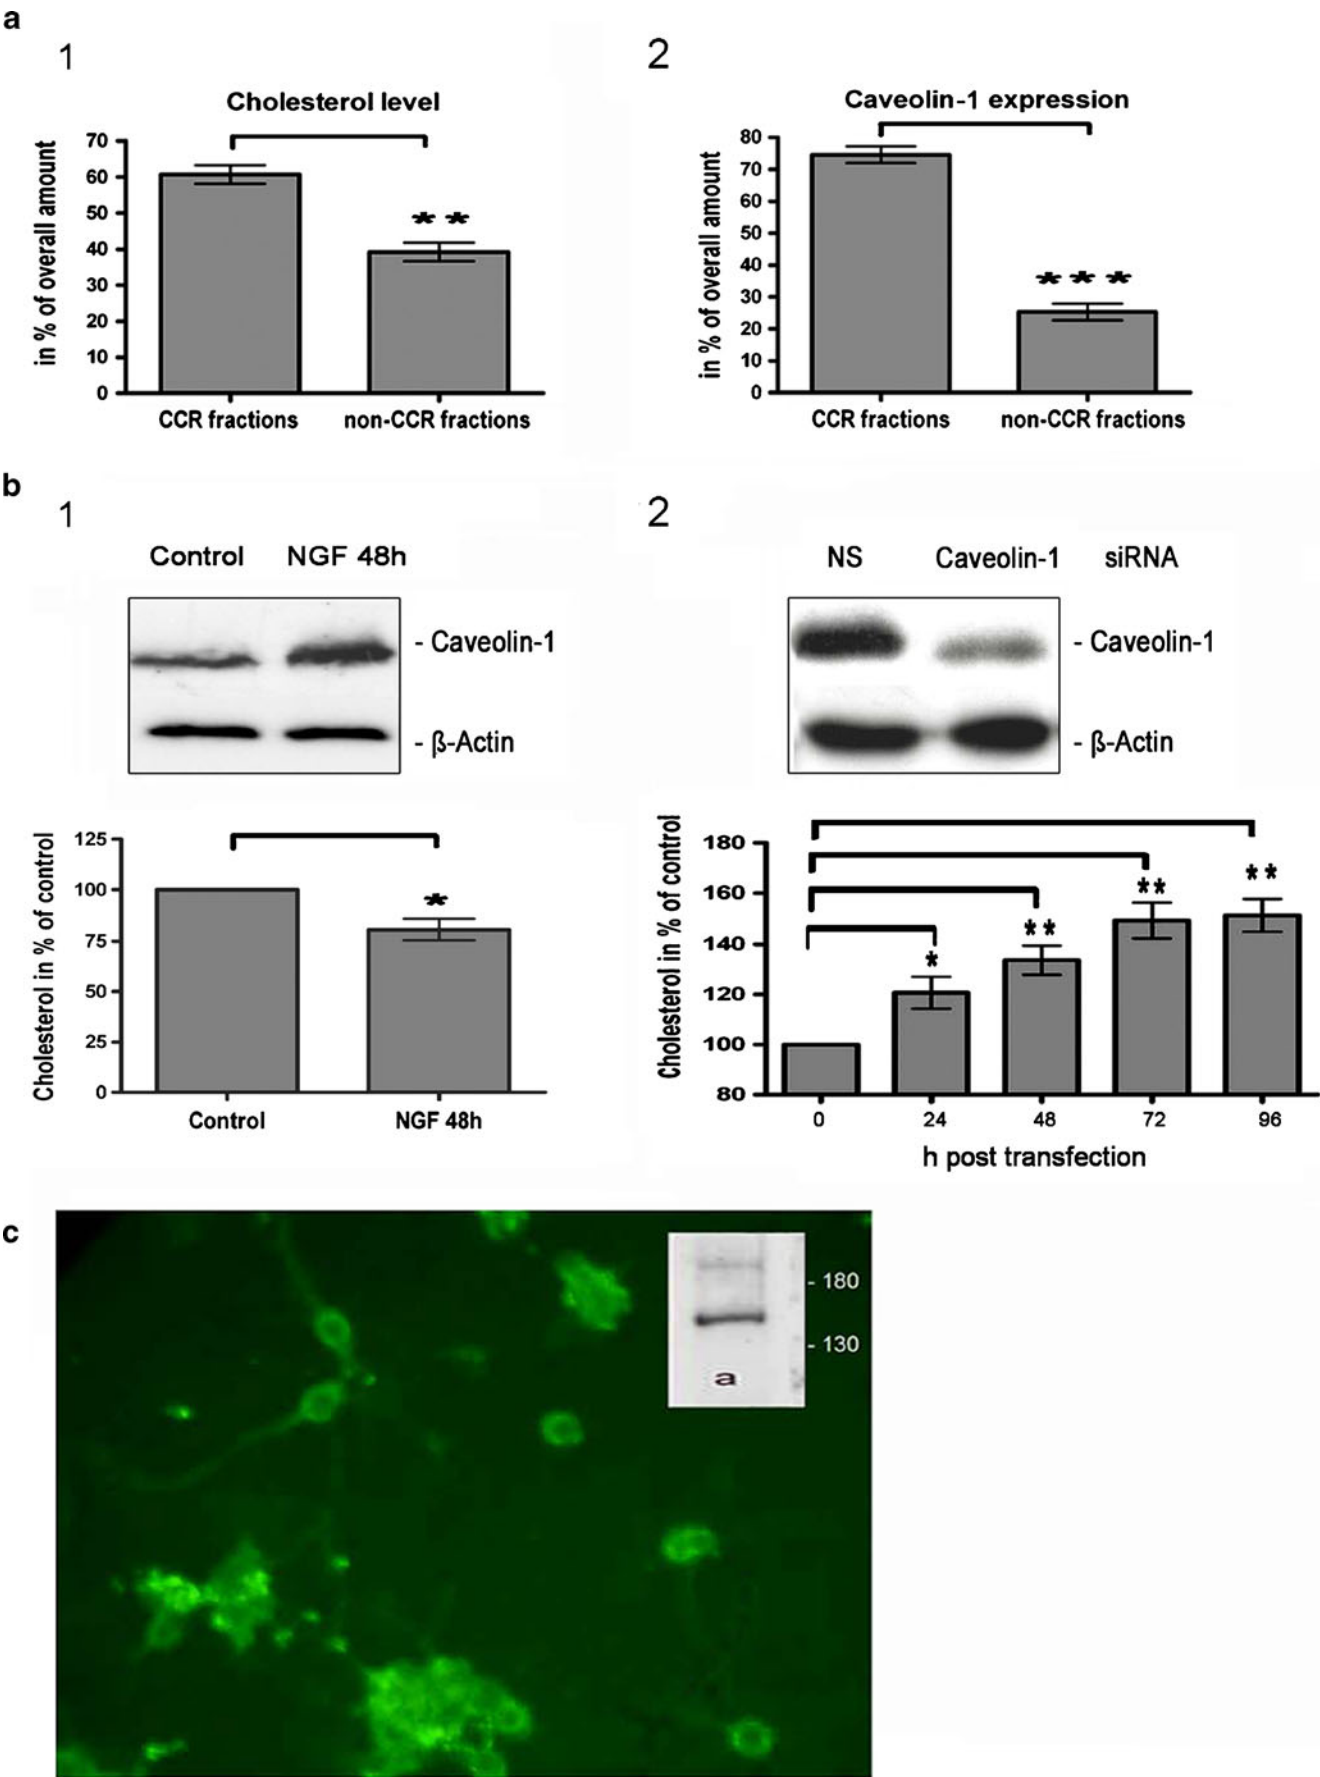 a
1
2
Cholesterol level
Caveolin-1 expression
in % of overall amount
70
60
50
40
30
20
10
0
**
CCR fractions
non-CCR fractions
in % of overall amount
80
70
60
50
40
30
20
10
0
***
CCR fractions
non-CCR fractions
b
1
2
Control NGF 48h
- Caveolin-1
- β-Actin
NS Caveolin-1 siRNA
- Caveolin-1
- β-Actin
Cholesterol in % of control
125
100
75
50
25
0
*
Control
NGF 48h
Cholesterol in % of control
180
160
140
120
100
80
*
**
**
**
0 24 48 72 96
h post transfection
c
- 180
- 130
a